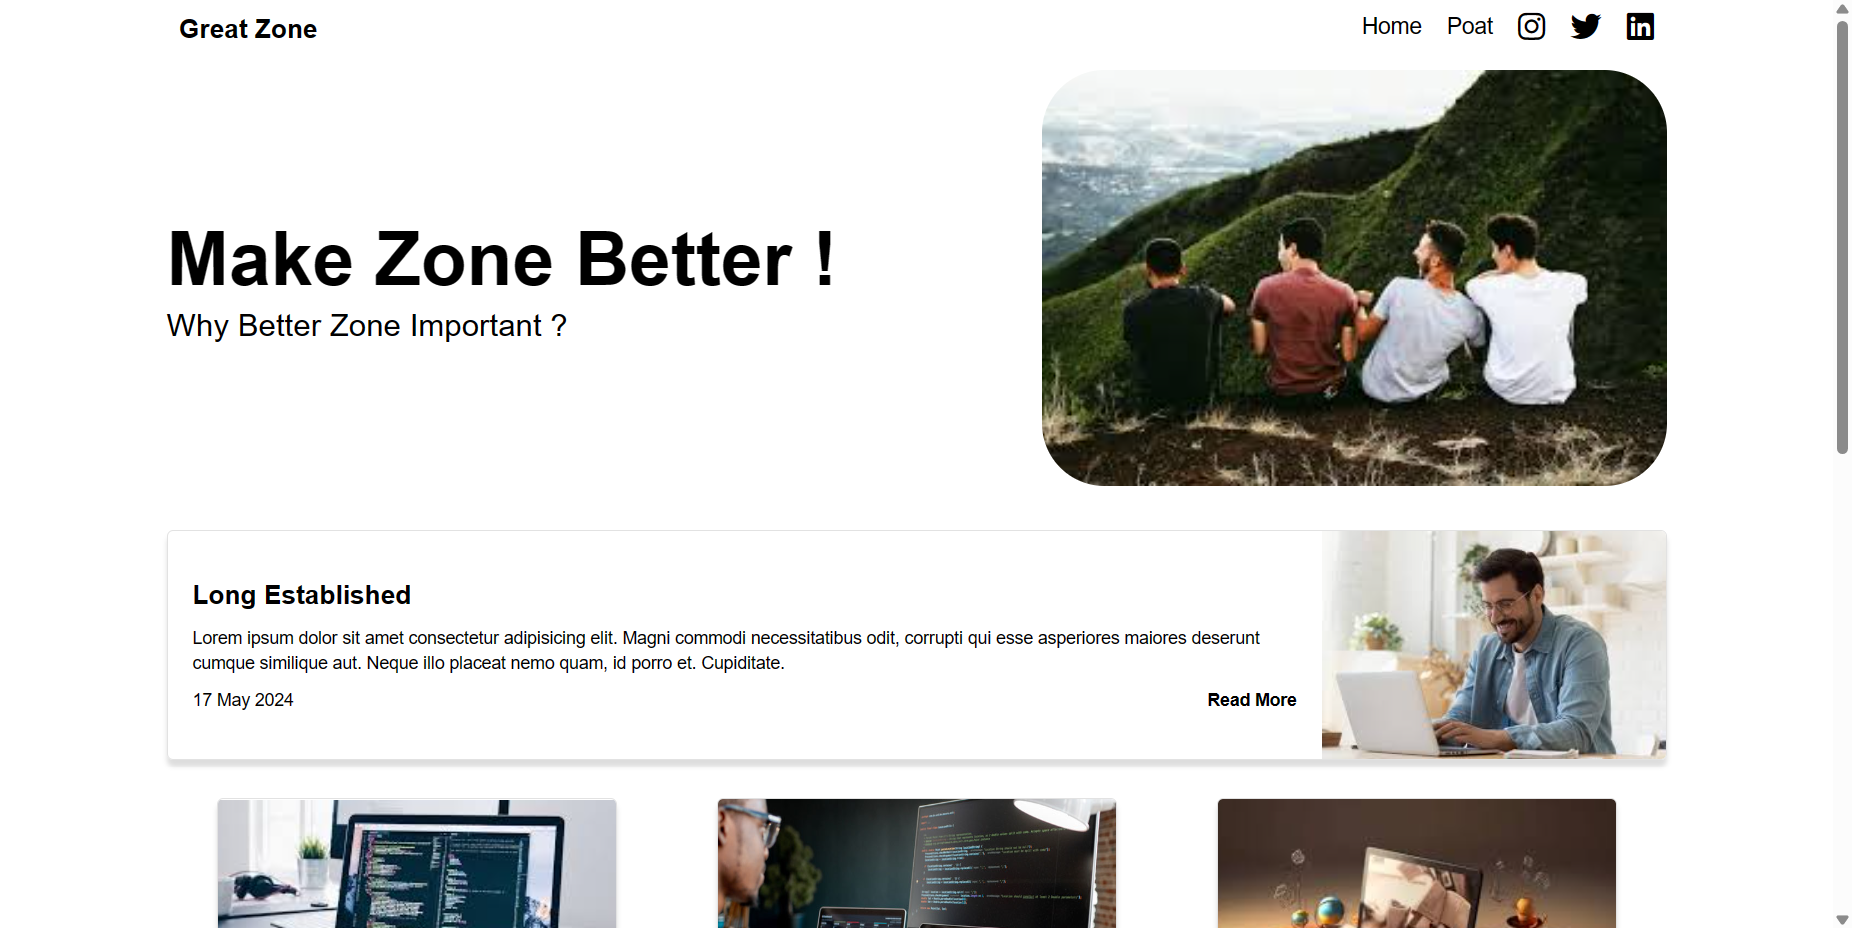 Great Zone
Home Poat
Make Zone Better !
Why Better Zone Important ?
Long Established
Lorem ipsum dolor sit amet consectetur adipisicing elit. Magni commodi necessitatibus odit, corrupti qui esse asperiores maiores deserunt
cumque similique aut. Neque illo placeat nemo quam, id porro et. Cupiditate.
17 May 2024 Read More